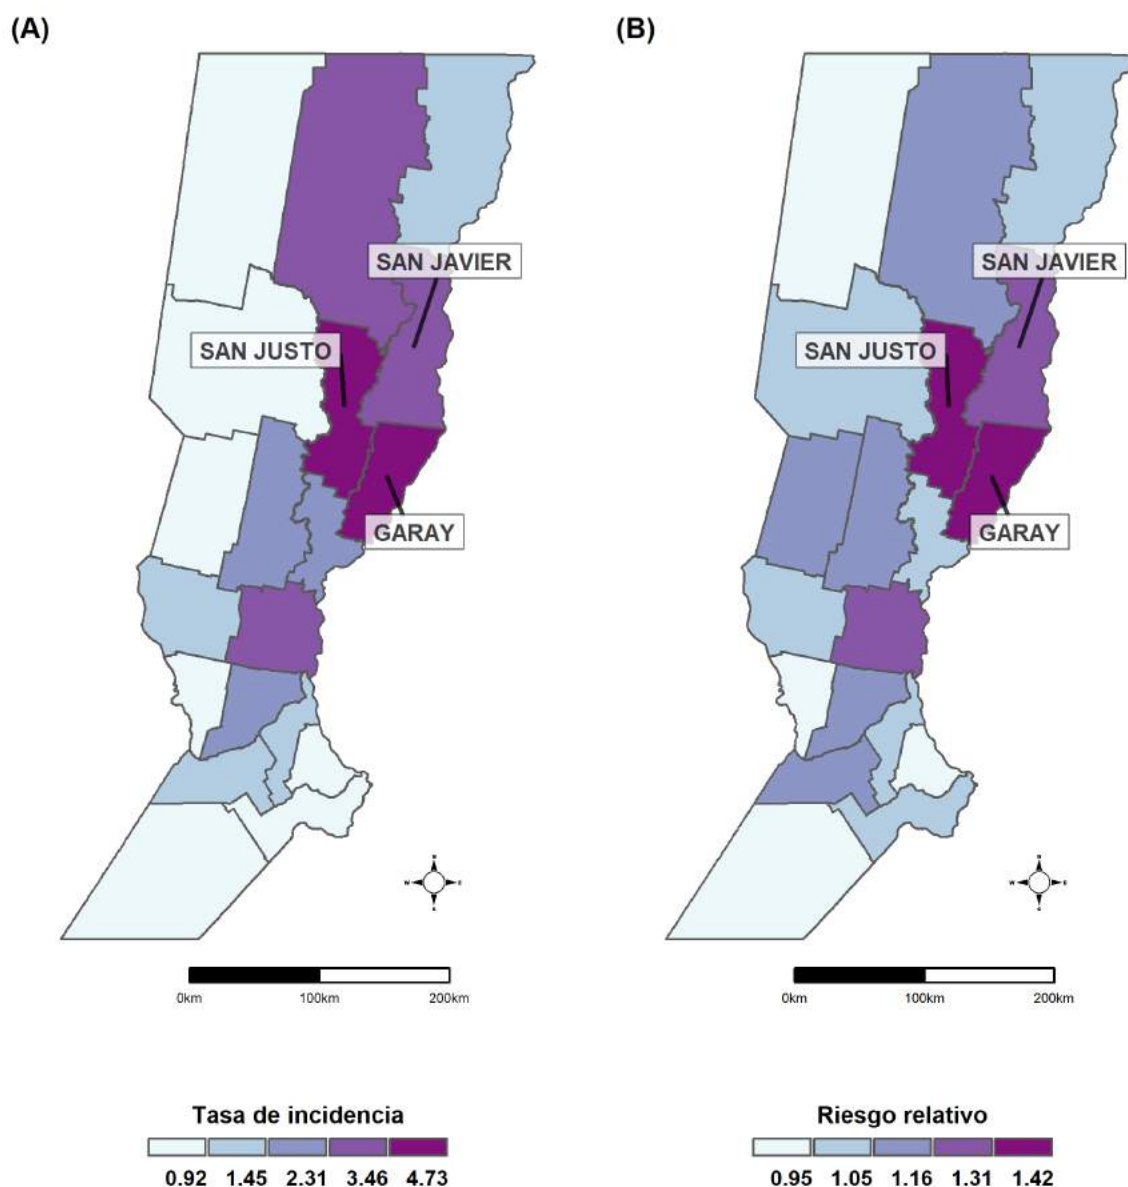 (A)
(B)
SAN JAVIER
SAN JUSTO
GARAY
SAN JAVIER
SAN JUSTO
GARAY
N
W E
S
N
W E
S
0km 100km 200km
0km 100km 200km
Tasa de incidencia
0.92 1.45 2.31 3.46 4.73
Riesgo relativo
0.95 1.05 1.16 1.31 1.42